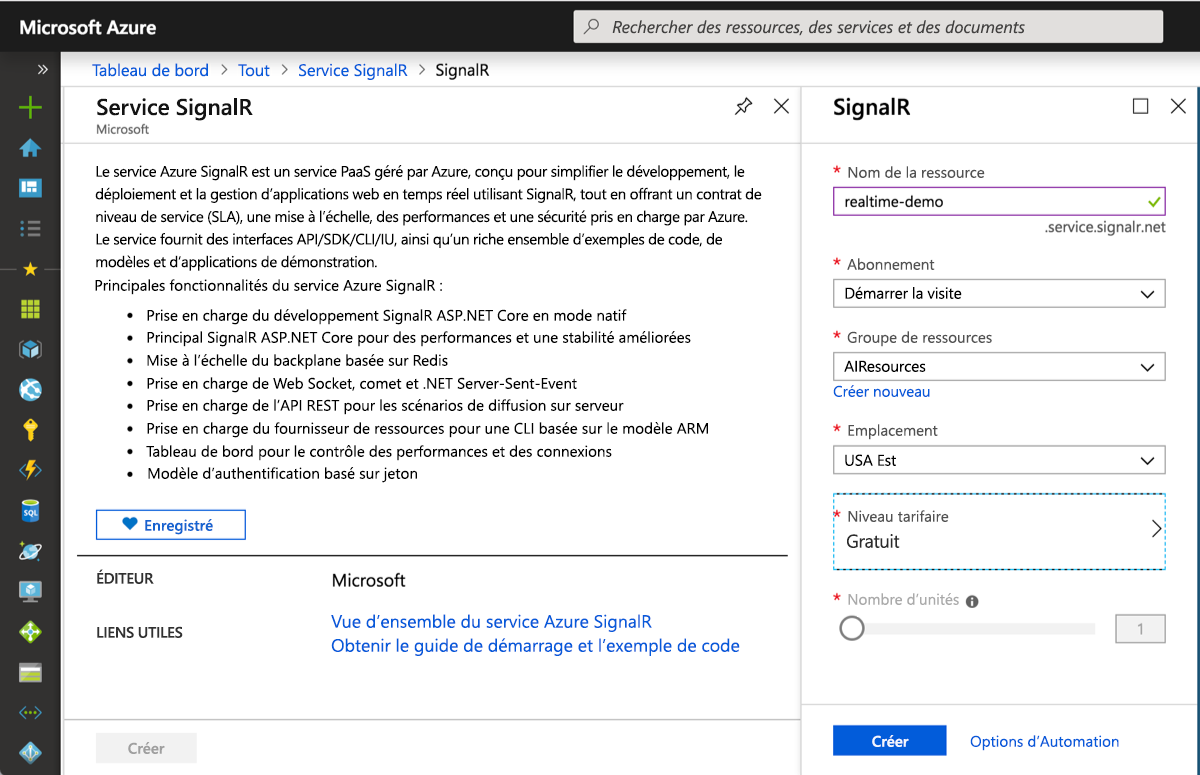 Microsoft Azure
Rechercher des ressources, des services et des documents
Tableau de bord > Tout > Service SignalR > SignalR
Service SignalR
Microsoft
Le service Azure SignalR est un service PaaS géré par Azure, conçu pour simplifier le développement, le
déploiement et la gestion d’applications web en temps réel utilisant SignalR, tout en offrant un contrat de
niveau de service (SLA), une mise à l’échelle, des performances et une sécurité pris en charge par Azure.
Le service fournit des interfaces API/SDK/CLI/IU, ainsi qu’un riche ensemble d’exemples de code, de
modèles et d’applications de démonstration.
Principales fonctionnalités du service Azure SignalR :
• Prise en charge du développement SignalR ASP.NET Core en mode natif
• Principal SignalR ASP.NET Core pour des performances et une stabilité améliorées
• Mise à l’échelle du backplane basée sur Redis
• Prise en charge de Web Socket, comet et .NET Server-Sent-Event
• Prise en charge de l’API REST pour les scénarios de diffusion sur serveur
• Prise en charge du fournisseur de ressources pour une CLI basée sur le modèle ARM
• Tableau de bord pour le contrôle des performances et des connexions
• Modèle d’authentification basé sur jeton
Enregistré
ÉDITEUR
Microsoft
LIENS UTILES
Vue d’ensemble du service Azure SignalR
Obtenir le guide de démarrage et l’exemple de code
Créer
SignalR
* Nom de la ressource
realtime-demo
.service.signalr.net
* Abonnement
Démarrer la visite
* Groupe de ressources
AIResources
Créer nouveau
* Emplacement
USA Est
* Niveau tarifaire
Gratuit
* Nombre d’unités
1
Créer
Options d’Automation
SQL